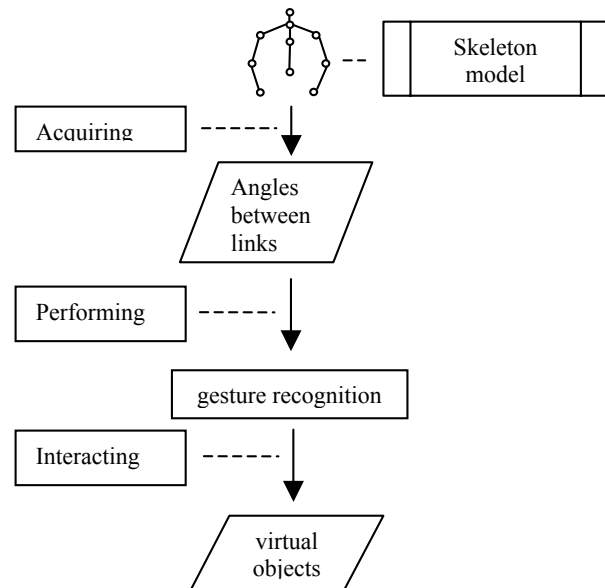 Skeleton
model
Acquiring
Angles
between
links
Performing
gesture recognition
Interacting
virtual
objects